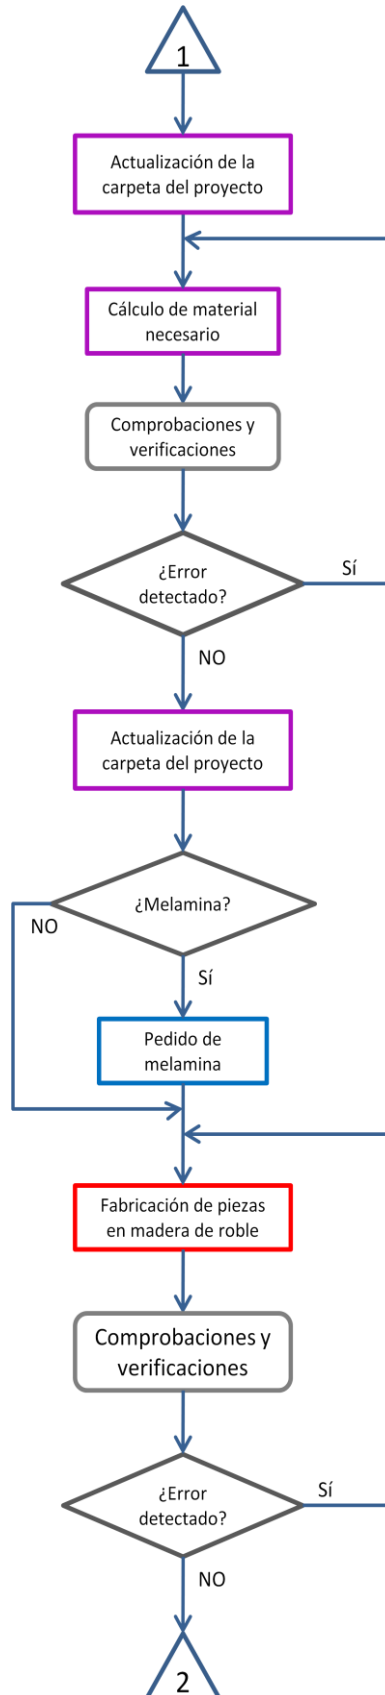 1
Actualización de la
carpeta del proyecto
Cálculo de material
necesario
Comprobaciones y
verificaciones
¿Error
detectado?
Sí
NO
Actualización de la
carpeta del proyecto
¿Melamina?
NO
Sí
Pedido de
melamina
Fabricación de piezas
en madera de roble
Comprobaciones y
verificaciones
¿Error
detectado?
Sí
NO
2